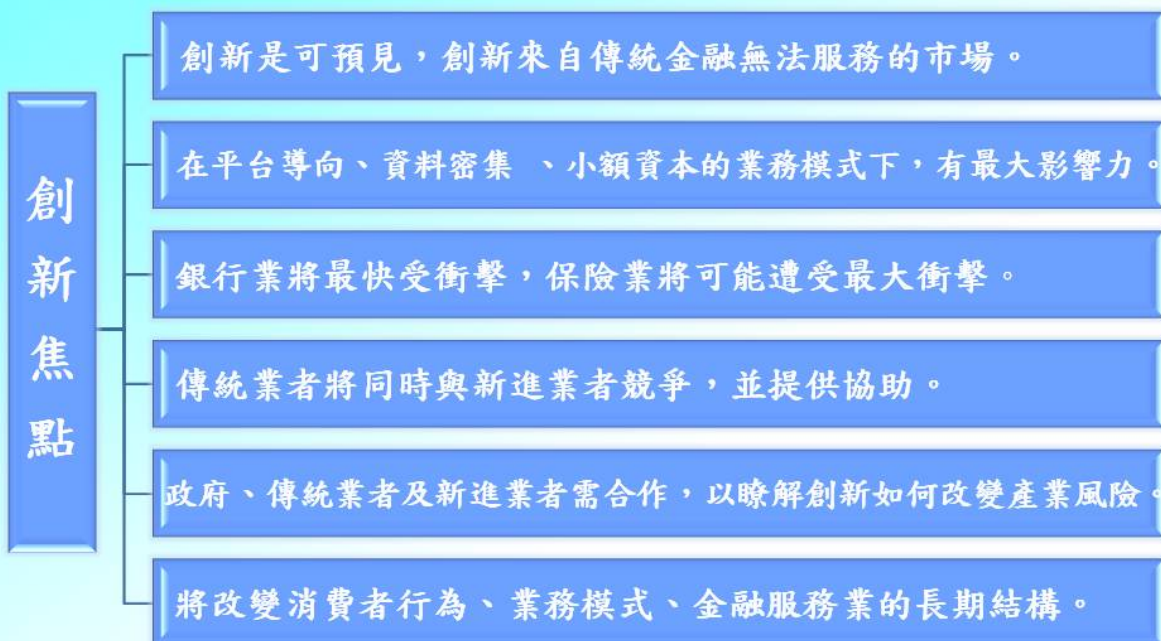 創新焦點
創新是可預見，創新來自傳統金融無法服務的市場。
在平台導向、資料密集 、小額資本的業務模式下，有最大影響力。
銀行業將最快受衝擊，保險業將可能遭受最大衝擊。
傳統業者將同時與新進業者競爭，並提供協助。
政府、傳統業者及新進業者需合作，以瞭解創新如何改變產業風險。
將改變消費者行為、業務模式、金融服務業的長期結構。